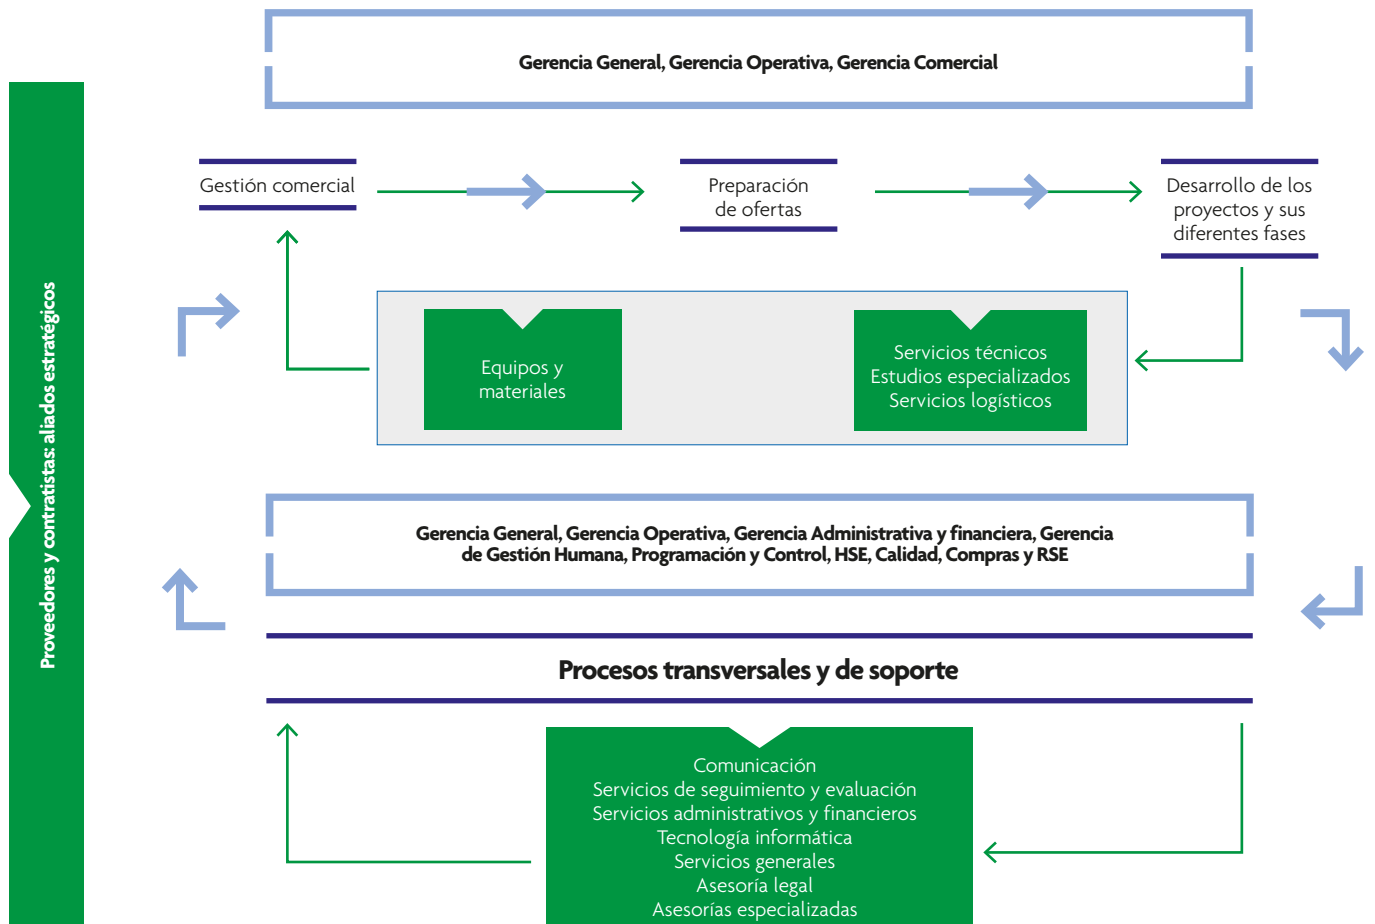 Gerencia General, Gerencia Operativa, Gerencia Comercial
Proveedores y contratistas: aliados estratégicos
Gestión comercial
Preparación
de ofertas
Desarrollo de los
proyectos y sus
diferentes fases
Equipos y
materiales
Servicios técnicos
Estudios especializados
Servicios logísticos
Gerencia General, Gerencia Operativa, Gerencia Administrativa y financiera, Gerencia
de Gestión Humana, Programación y Control, HSE, Calidad, Compras y RSE
Procesos transversales y de soporte
Comunicación
Servicios de seguimiento y evaluación
Servicios administrativos y financieros
Tecnología informática
Servicios generales
Asesoría legal
Asesorías especializadas